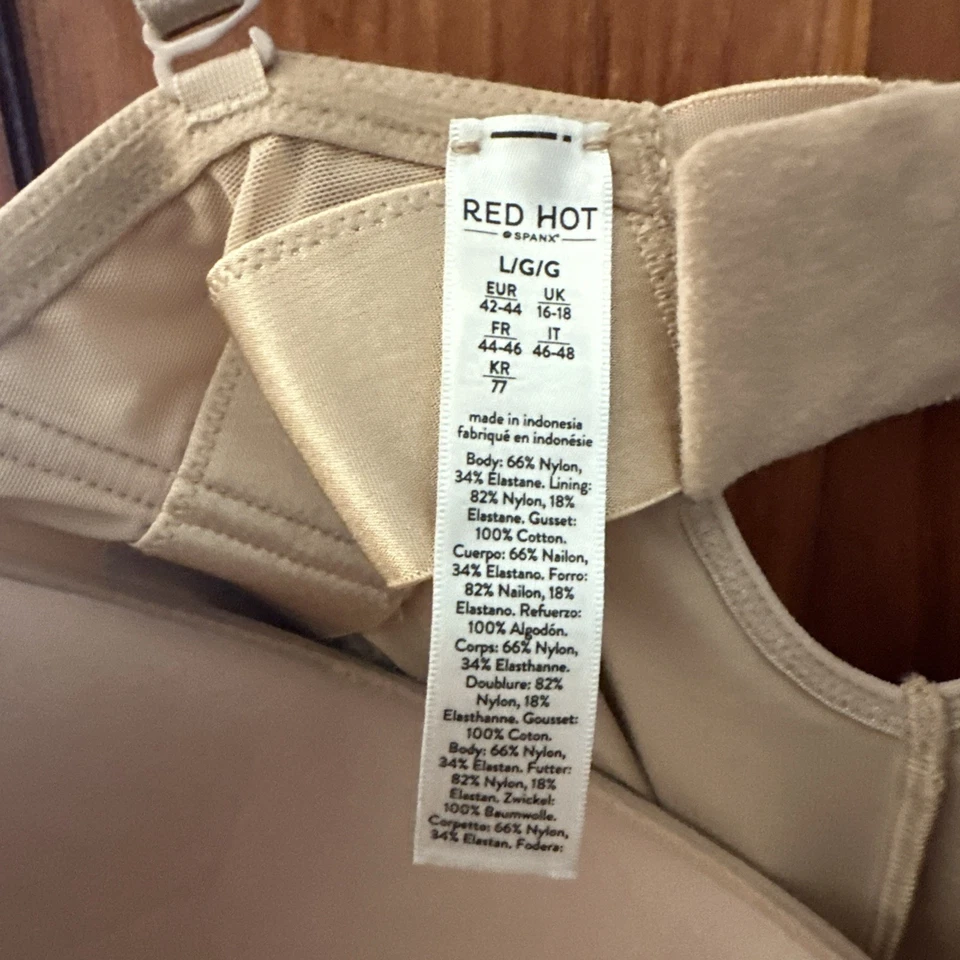 RED HOT
SPANX®
L/G/G
EUR UK
42-44 16-18
FR IT
44-46 46-48
KR
77
made in indonesia
fabriqué en indonésie
Body: 66% Nylon,
34% Elastane. Lining:
82% Nylon, 18%
Elastane. Gusset:
100% Cotton.
Cuerpo: 66% Nailon,
34% Elastano. Forro:
82% Nailon, 18%
Elastano. Refuerzo:
100% Algodón.
Corps: 66% Nylon,
34% Elasthanne.
Doublure: 82%
Nylon, 18%
Elasthanne. Gousset:
100% Coton.
Body: 66% Nylon,
34% Elastan. Futter:
82% Nylon, 18%
Elastan. Zwickel:
100% Baumwolle.
Corpetto: 66% Nylon,
34% Elastan. Fodera: